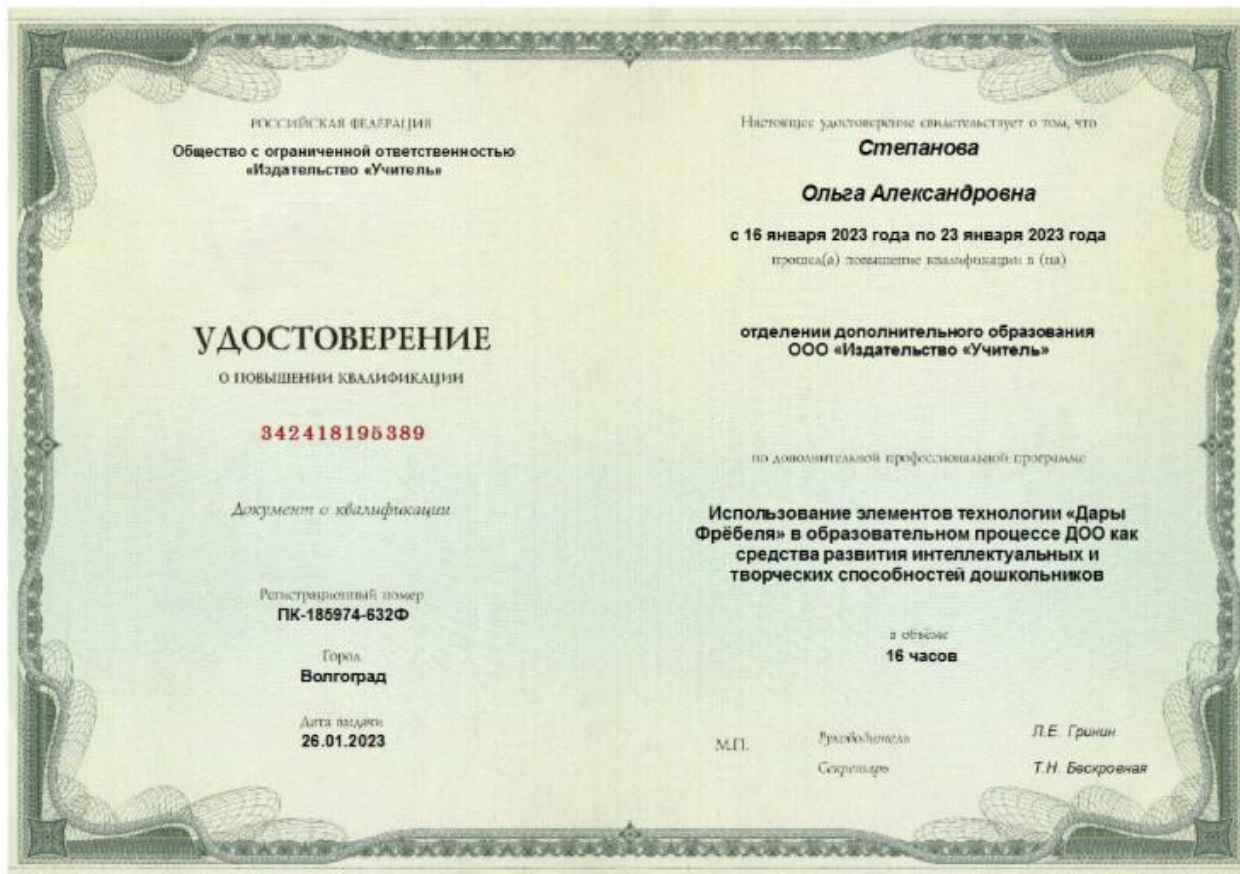 РОССИЙСКАЯ ФЕДЕРАЦИЯ
Общество с ограниченной ответственностью
«Издательство «Учитель»
УДОСТОВЕРЕНИЕ
О ПОВЫШЕНИИ КВАЛИФИКАЦИИ
342418195389
Документ о квалификации
Регистрационный номер
ПК-185974-632Ф
Город
Волгоград
Дата выдачи
26.01.2023
Настоящее удостоверение свидетельствует о том, что
Степанова
Ольга Александровна
с 16 января 2023 года по 23 января 2023 года
прошел(а) повышение квалификации в (на)
отделении дополнительного образования
ООО «Издательство «Учитель»
по дополнительной профессиональной программе
Использование элементов технологии «Дары
Фрёбеля» в образовательном процессе ДОО как
средства развития интеллектуальных и
творческих способностей дошкольников
в объёме
16 часов
М.П.
Руководитель
Л.Е. Гринин
Секретарь
Т.Н. Бескровная